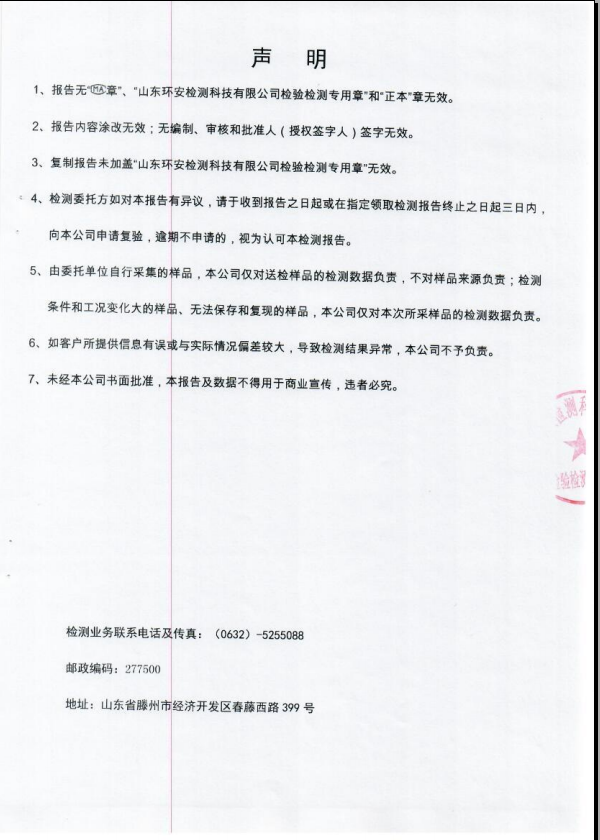 声 明
1、报告无“MA章”、“山东环安检测科技有限公司检验检测专用章”和“正本”章无效。
2、报告内容涂改无效；无编制、审核和批准人（授权签字人）签字无效。
3、复制报告未加盖“山东环安检测科技有限公司检验检测专用章”无效。
4、检测委托方如对本报告有异议，请于收到报告之日起或在指定领取检测报告终止之日起三日内，
向本公司申请复验，逾期不申请的，视为认可本检测报告。
5、由委托单位自行采集的样品，本公司仅对送检样品的检测数据负责，不对样品来源负责；检测
条件和工况变化大的样品、无法保存和复现的样品，本公司仅对本次所采样品的检测数据负责。
6、如客户所提供信息有误或与实际情况偏差较大，导致检测结果异常，本公司不予负责。
7、未经本公司书面批准，本报告及数据不得用于商业宣传，违者必究。
检测业务联系电话及传真：（0632）-5255088
邮政编码：277500
地址：山东省滕州市经济开发区春藤西路 399 号